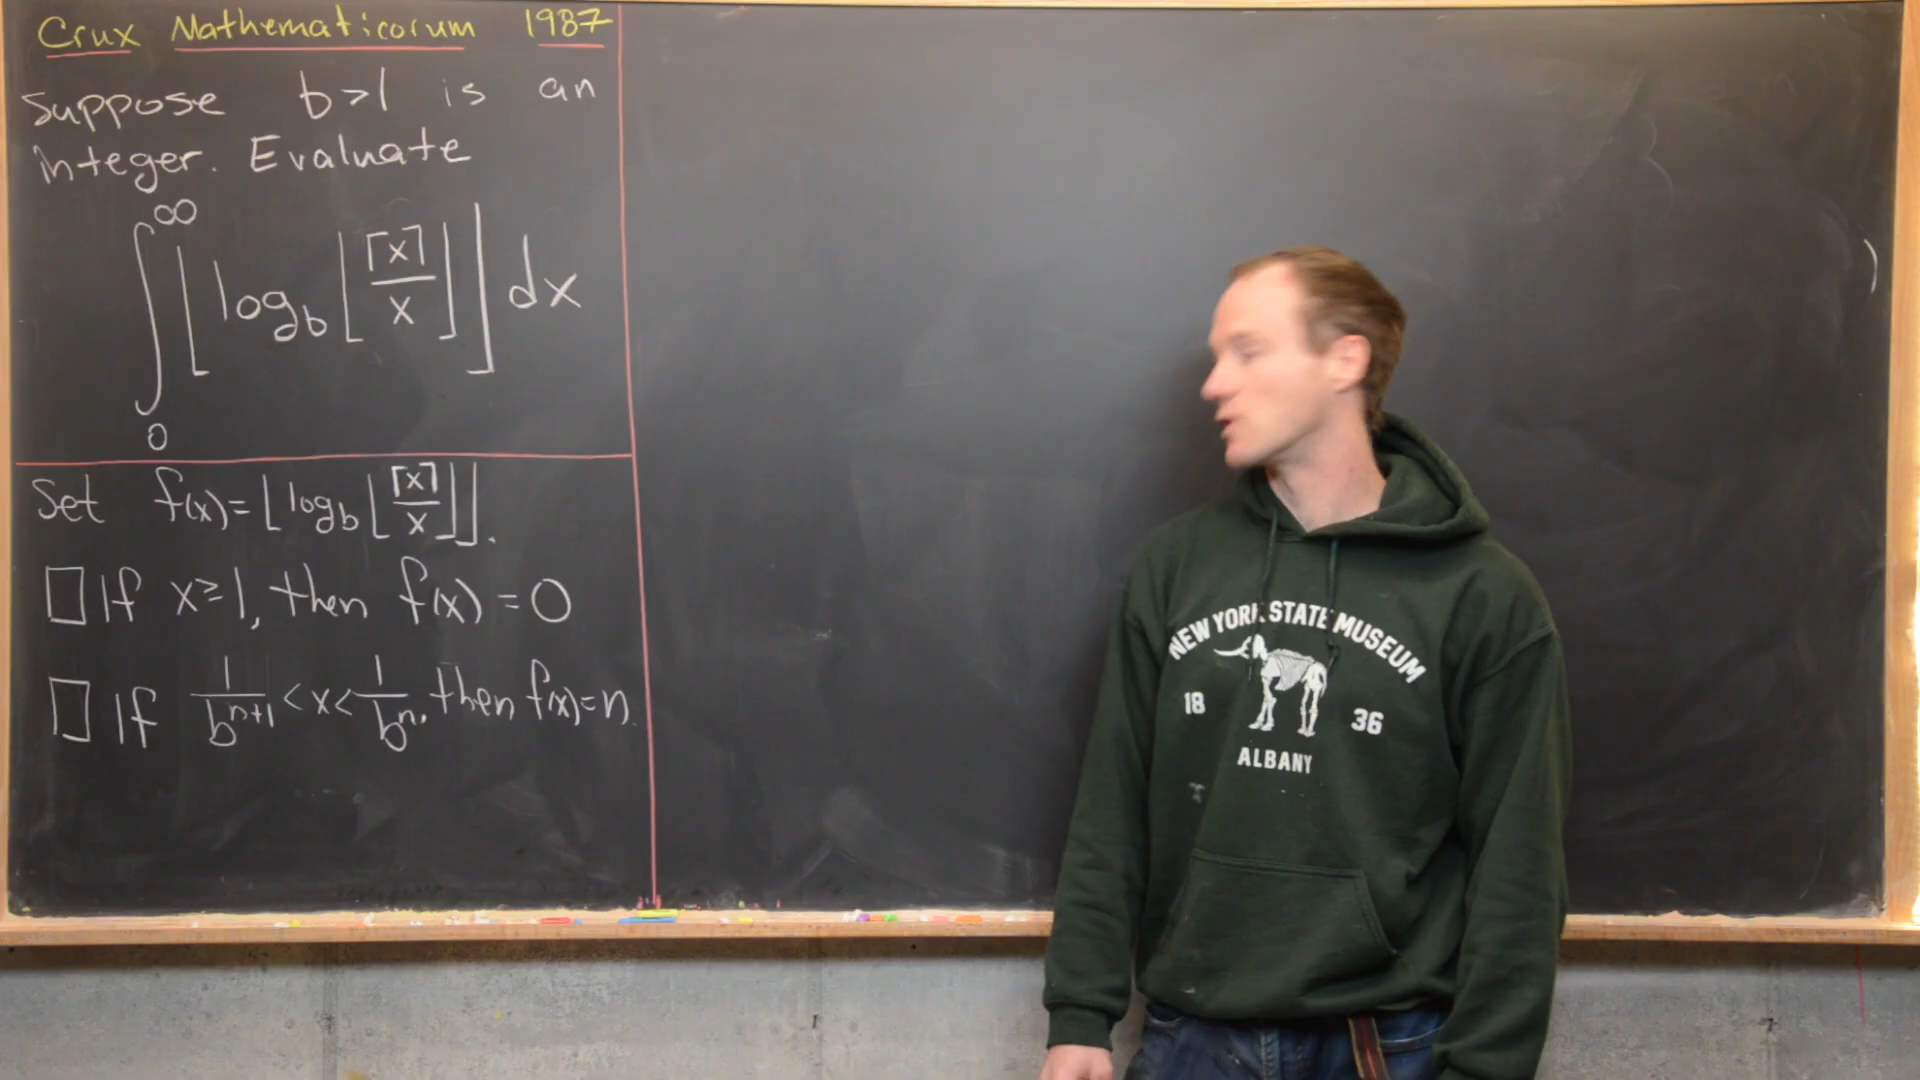 Crux Mathematicorum 1987
Suppose b>1 is an
integer. Evaluate
∫₀^∞ ⌊log_b ⌊⌈x⌉/x⌋⌋ dx
Set f(x)=⌊log_b ⌊⌈x⌉/x⌋⌋.
□ If x≥1, then f(x)=0
□ If 1/b^(n+1) < x < 1/b^n, then f(x)=n.
NEW YORK STATE MUSEUM
18 36
ALBANY